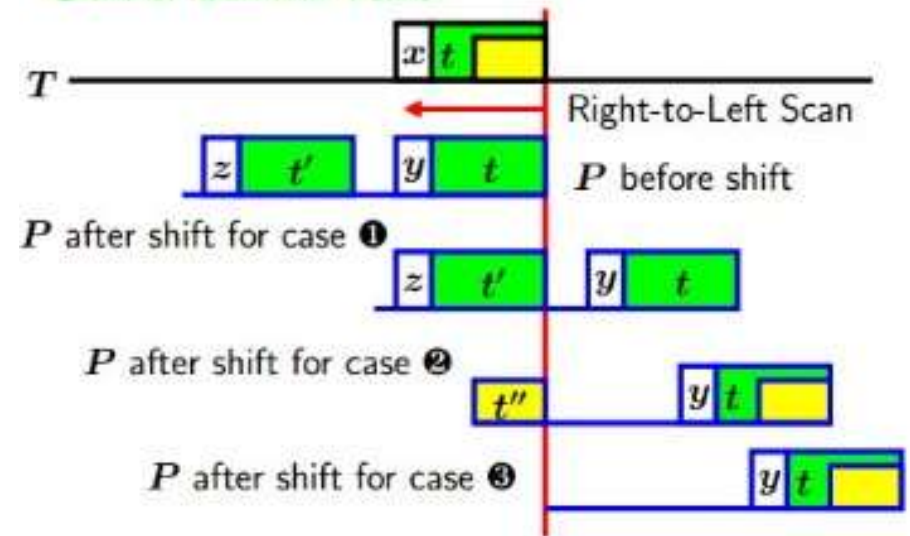 x t
T
Right-to-Left Scan
z t′ y t P before shift
P after shift for case ❶
z t′ y t
P after shift for case ❷
t″ y t
P after shift for case ❸
y t